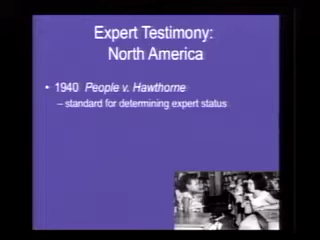 Expert Testimony:
North America
• 1940 People v. Hawthorne
– standard for determining expert status